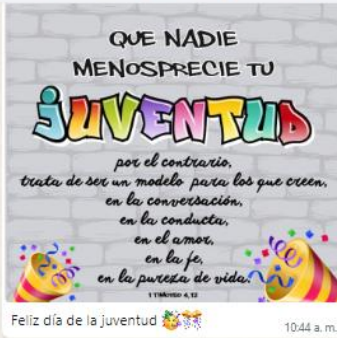 QUE NADIE
MENOSPRECIE TU
JUVENTUD
por el contrario,
trata de ser un modelo para los que creen,
en la conversación,
en la conducta,
en el amor,
en la fe,
en la pureza de vida.
1 TIMOTEO 4,12
Feliz día de la juventud
10:44 a. m.